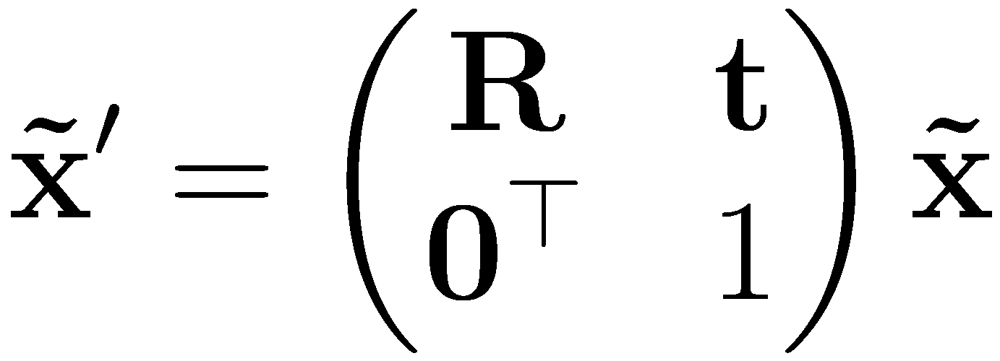 x̃′ = ( R t
0⊤ 1 ) x̃